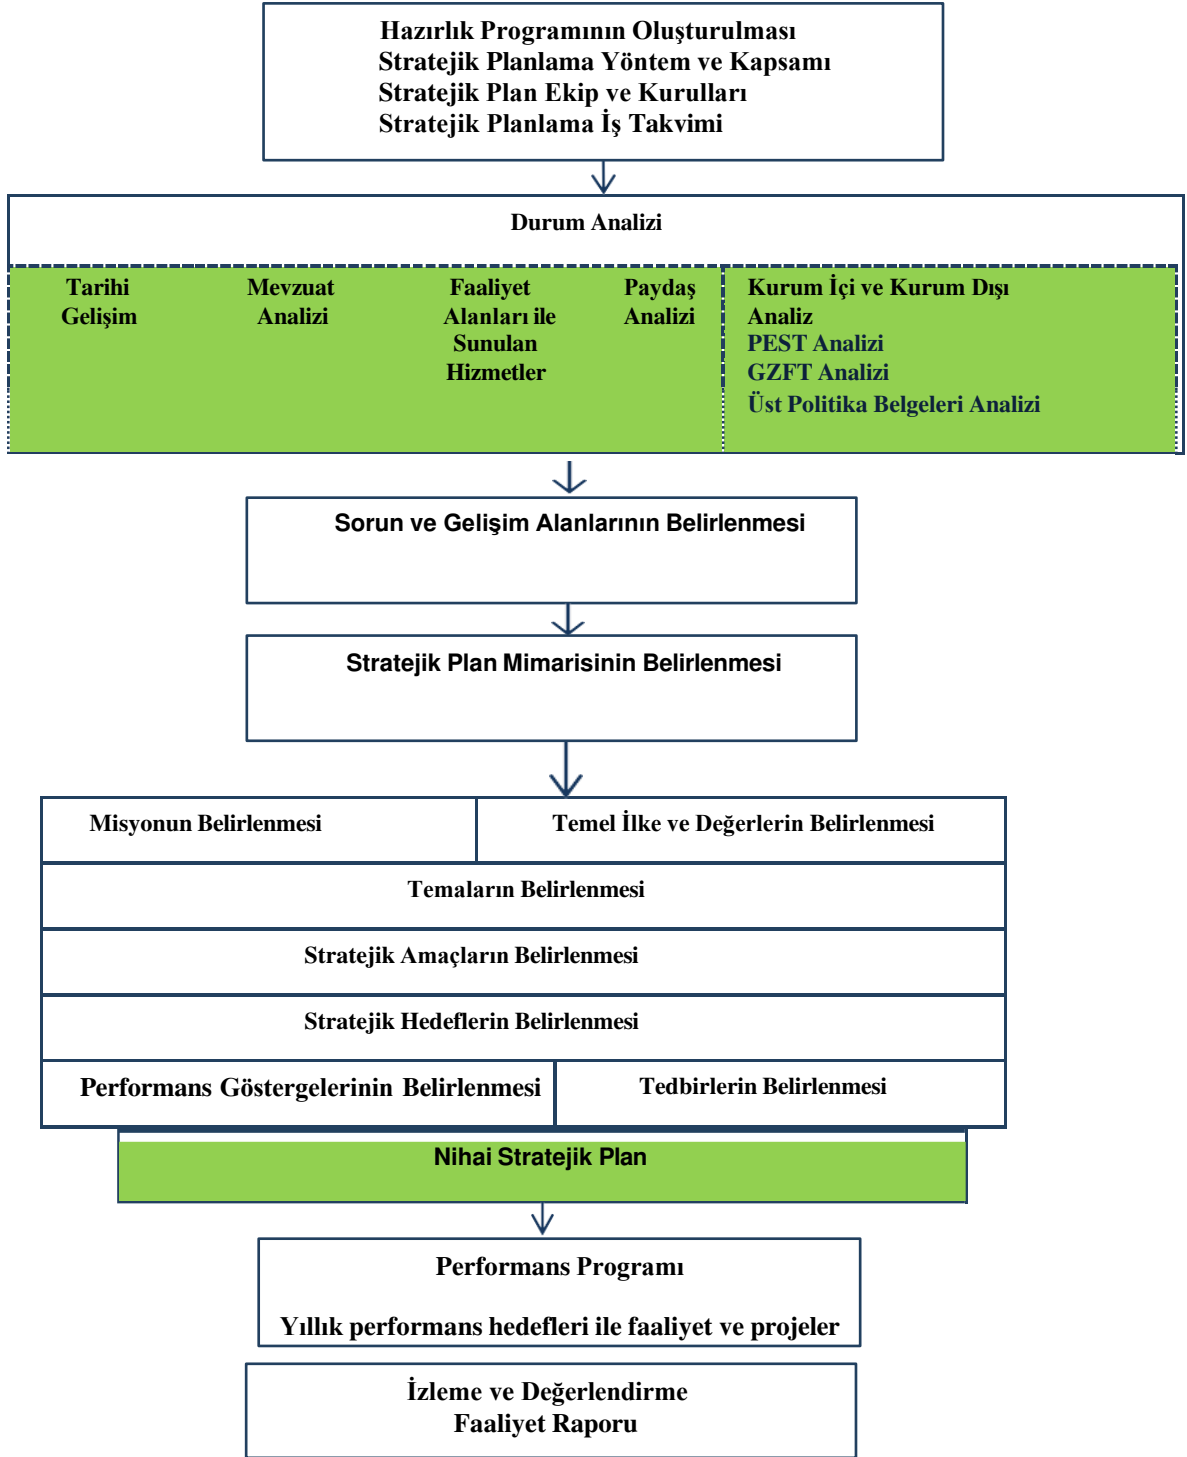 Hazırlık Programının Oluşturulması
Stratejik Planlama Yöntem ve Kapsamı
Stratejik Plan Ekip ve Kurulları
Stratejik Planlama İş Takvimi
Durum Analizi
Tarihi
Gelişim
Mevzuat
Analizi
Faaliyet
Alanları ile
Sunulan
Hizmetler
Paydaş
Analizi
Kurum İçi ve Kurum Dışı
Analiz
PEST Analizi
GZFT Analizi
Üst Politika Belgeleri Analizi
Sorun ve Gelişim Alanlarının Belirlenmesi
Stratejik Plan Mimarisinin Belirlenmesi
Misyonun Belirlenmesi
Temel İlke ve Değerlerin Belirlenmesi
Temaların Belirlenmesi
Stratejik Amaçların Belirlenmesi
Stratejik Hedeflerin Belirlenmesi
Performans Göstergelerinin Belirlenmesi
Tedbirlerin Belirlenmesi
Nihai Stratejik Plan
Performans Programı
Yıllık performans hedefleri ile faaliyet ve projeler
İzleme ve Değerlendirme
Faaliyet Raporu